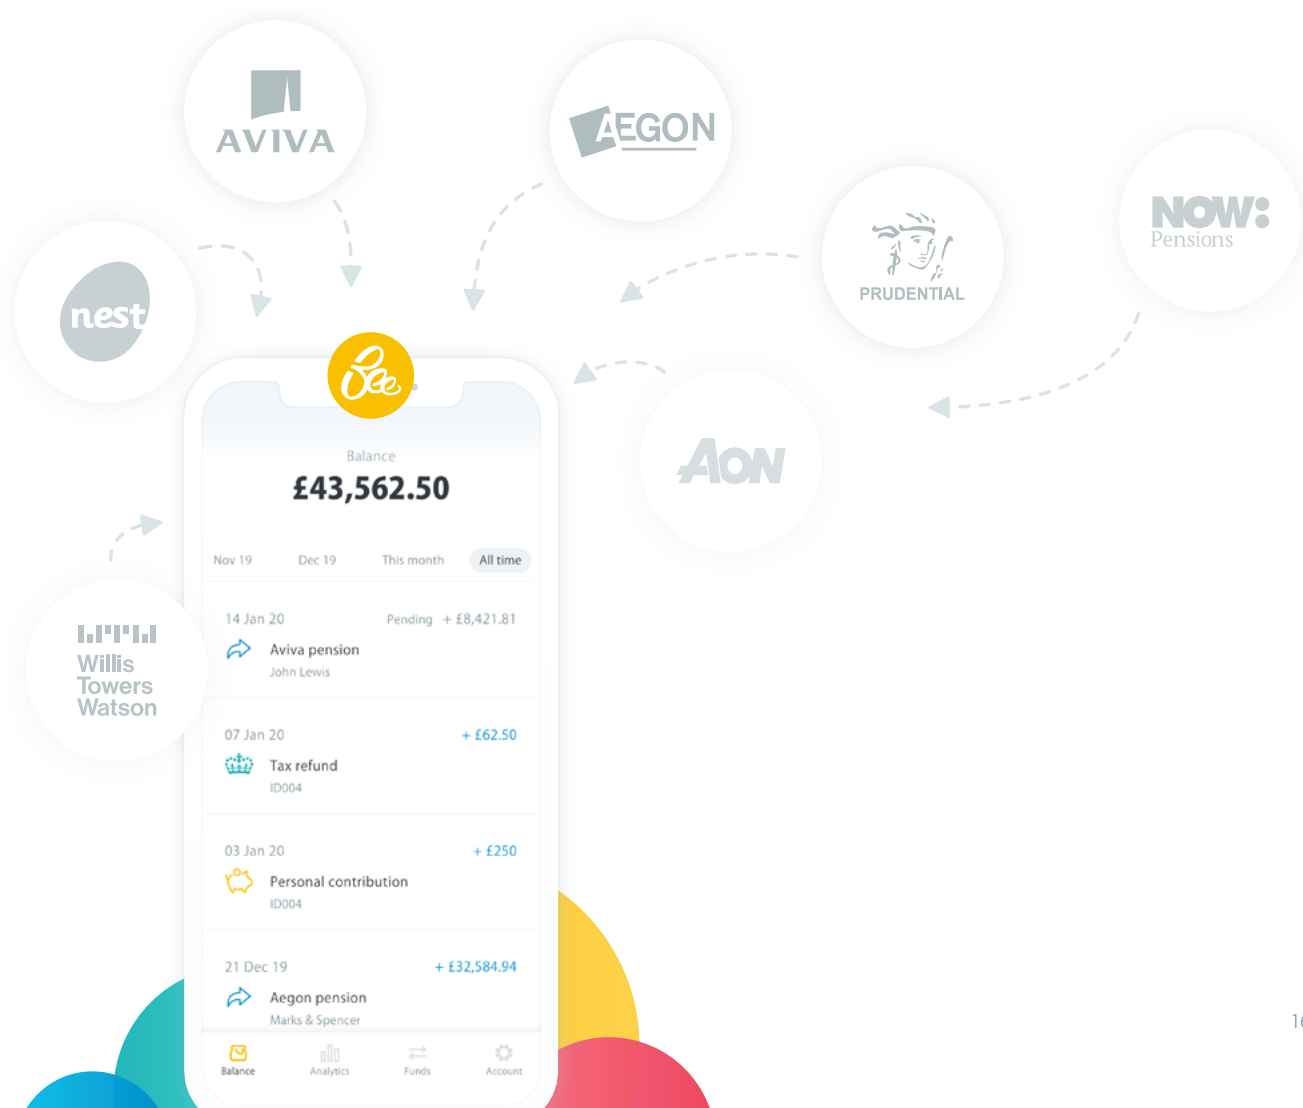 AVIVA
AEGON
NOW:
Pensions
PRUDENTIAL
nest
Bee
AON
Balance
£43,562.50
Nov 19 Dec 19 This month All time
Willis
Towers
Watson
14 Jan 20 Pending + £8,421.81
Aviva pension
John Lewis
07 Jan 20 + £62.50
Tax refund
ID004
03 Jan 20 + £250
Personal contribution
ID004
21 Dec 19 + £32,584.94
Aegon pension
Marks & Spencer
Balance Analytics Funds Account
16